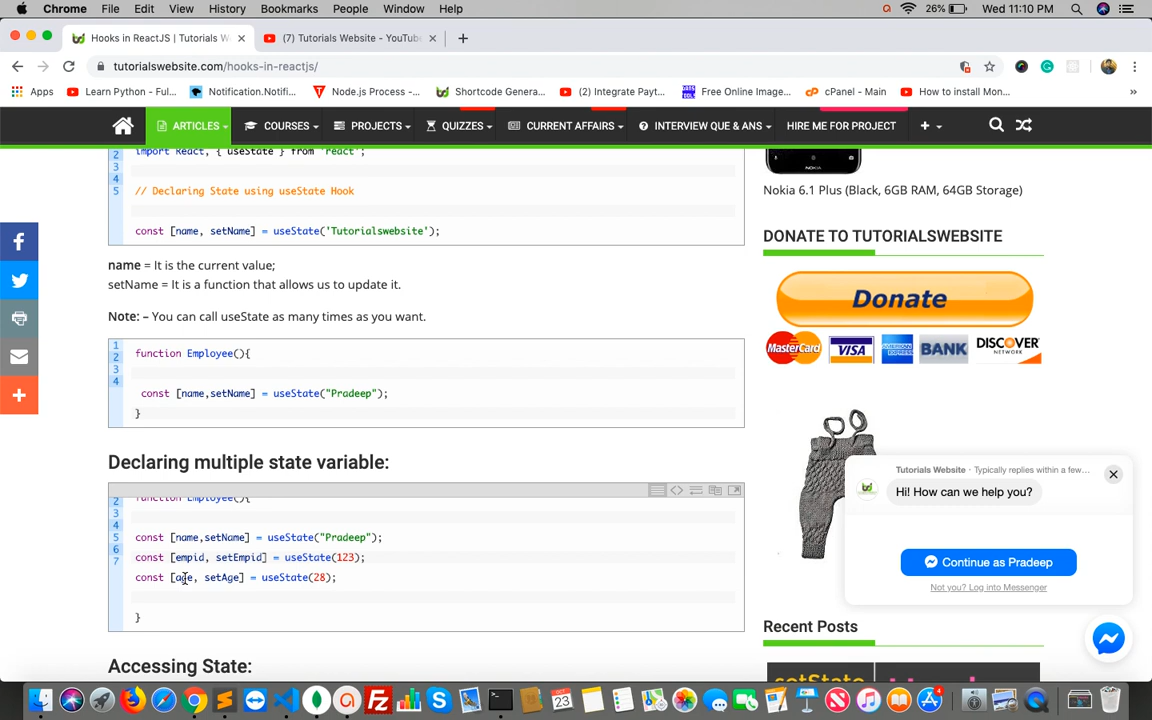 Chrome File Edit View History Bookmarks People Window Help 26% Wed 11:10 PM
Hooks in ReactJS | Tutorials W (7) Tutorials Website - YouTube
tutorialswebsite.com/hooks-in-reactjs/
Apps Learn Python - Ful... Notification.Notifi... Node.js Process -... Shortcode Genera... (2) Integrate Payt... Free Online Image... cPanel - Main How to install Mon... »
ARTICLES COURSES PROJECTS QUIZZES CURRENT AFFAIRS INTERVIEW QUE & ANS HIRE ME FOR PROJECT
2 import React, { useState } from 'react';
3
4
5 // Declaring State using useState Hook
const [name, setName] = useState('Tutorialswebsite');
name = It is the current value;
setName = It is a function that allows us to update it.
Note: – You can call useState as many times as you want.
1 function Employee(){
2
3
4
const [name,setName] = useState("Pradeep");
}
Declaring multiple state variable:
2 function Employee(){
3
4
5 const [name,setName] = useState("Pradeep");
6 const [empid, setEmpid] = useState(123);
7 const [age, setAge] = useState(28);
}
Accessing State:
NOKIA
Nokia 6.1 Plus (Black, 6GB RAM, 64GB Storage)
DONATE TO TUTORIALSWEBSITE
Donate
MasterCard VISA AMERICAN EXPRESS BANK DISCOVER NETWORK
Tutorials Website · Typically replies within a few...
Hi! How can we help you?
Continue as Pradeep
Not you? Log into Messenger
Recent Posts
setState
23
4